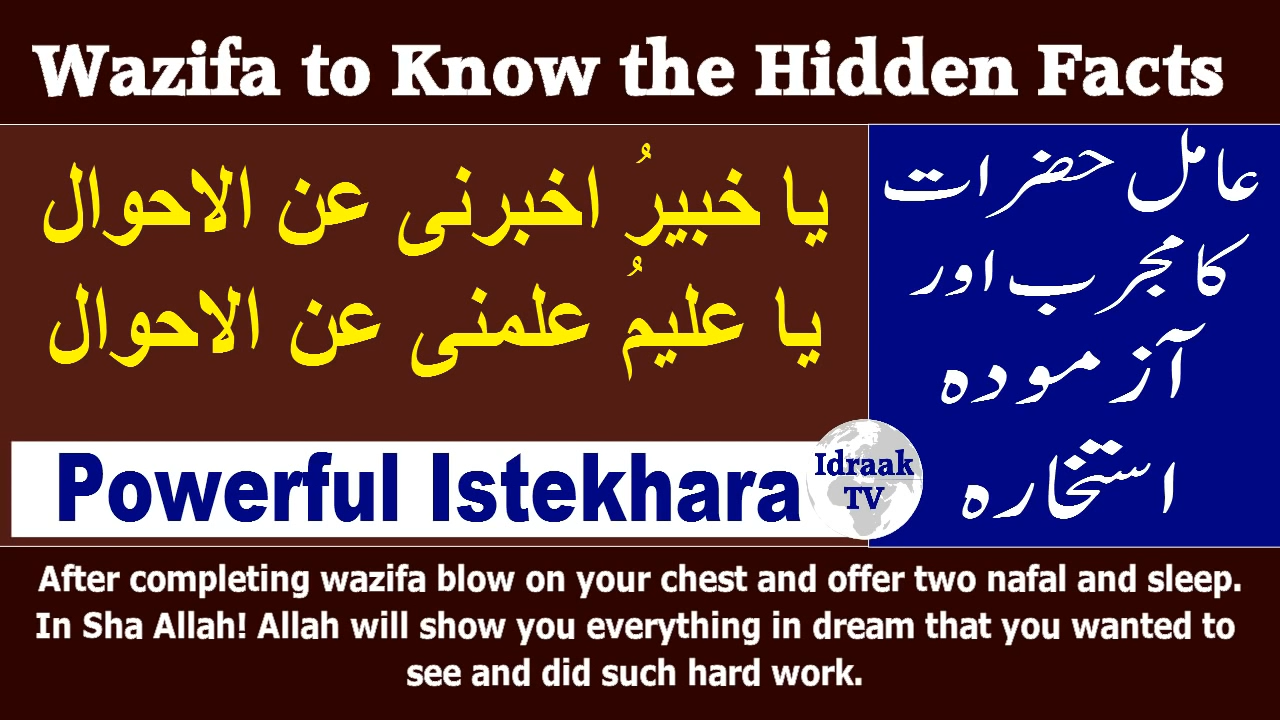 Wazifa to Know the Hidden Facts
یا خبیرُ اخبرنی عن الاحوال
یا علیمُ علمنی عن الاحوال
عامل حضرات
کا مجرب اور
آزمودہ
استخارہ
Powerful Istekhara
Idraak
TV
After completing wazifa blow on your chest and offer two nafal and sleep.
In Sha Allah! Allah will show you everything in dream that you wanted to
see and did such hard work.